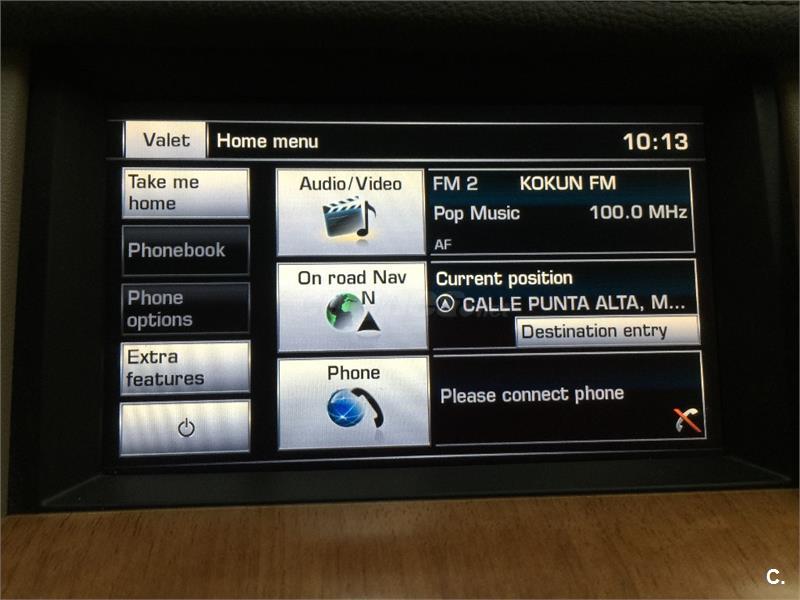 Valet Home menu 10:13
Take me home
Phonebook
Phone options
Extra features
Audio/Video
FM 2 KOKUN FM
Pop Music 100.0 MHz
AF
On road Nav
N
Current position
CALLE PUNTA ALTA, M...
Destination entry
Phone
Please connect phone
C.